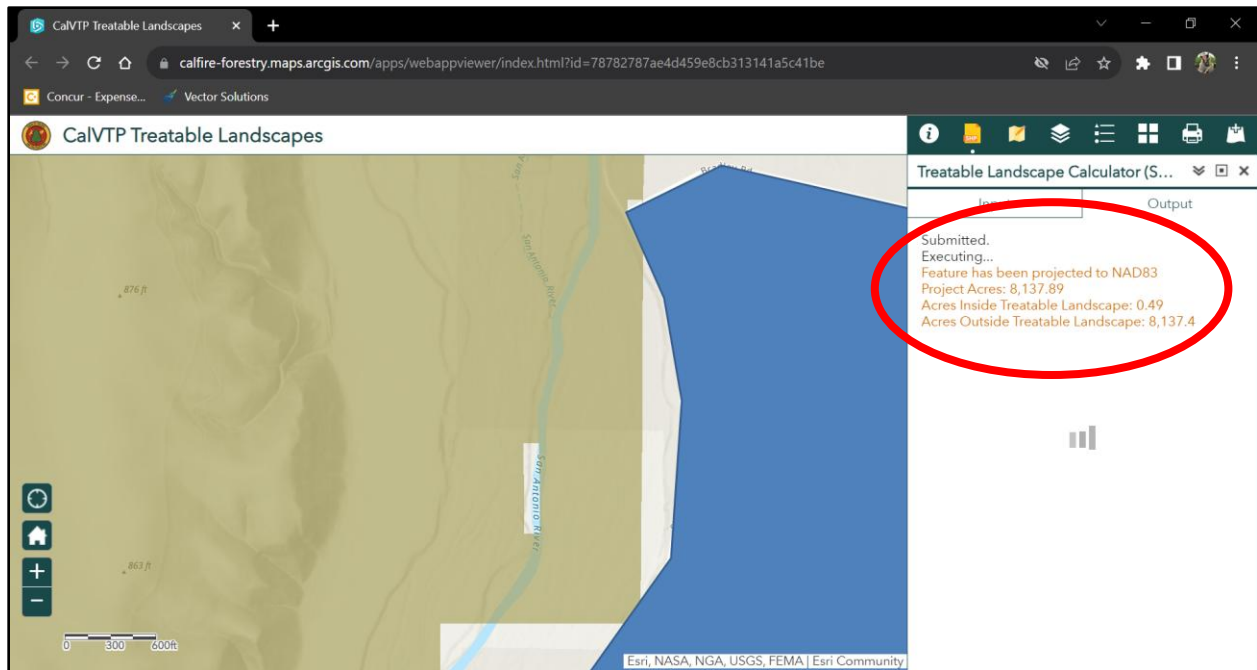 CalVTP Treatable Landscapes
calfire-forestry.maps.arcgis.com/apps/webappviewer/index.html?id=78782787ae4d459e8cb313141a5c41be
Concur - Expense... Vector Solutions
CalVTP Treatable Landscapes
Treatable Landscape Calculator (S...
Output
Submitted.
Executing...
Feature has been projected to NAD83
Project Acres: 8,137.89
Acres Inside Treatable Landscape: 0.49
Acres Outside Treatable Landscape: 8,137.4
San Antonio River
876 ft
San Antonio River
863 ft
0 300 600ft
Esri, NASA, NGA, USGS, FEMA | Esri Community